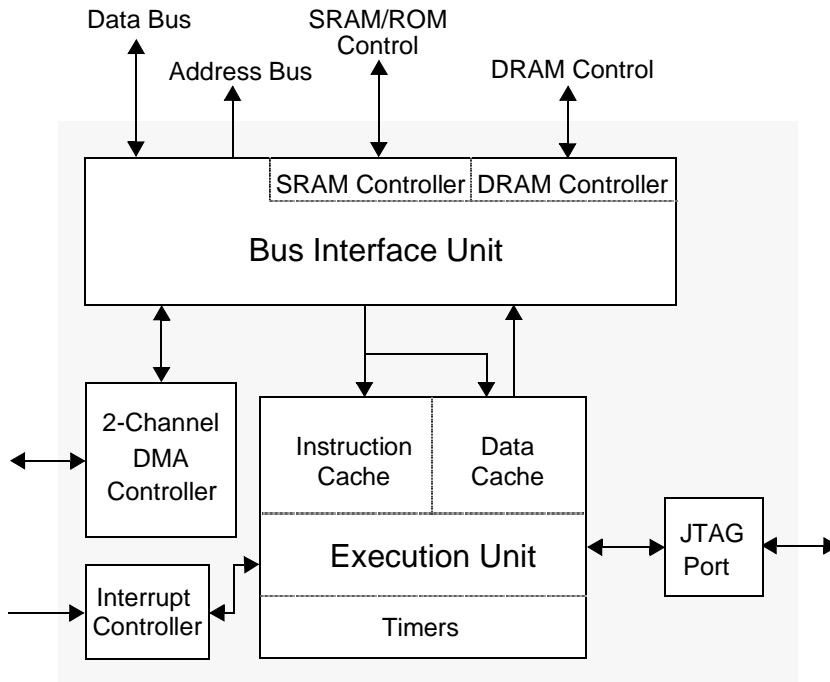 Data Bus
SRAM/ROM
Control
Address Bus
DRAM Control
SRAM Controller
DRAM Controller
Bus Interface Unit
2-Channel
DMA
Controller
Instruction
Cache
Data
Cache
Execution Unit
JTAG
Port
Interrupt
Controller
Timers